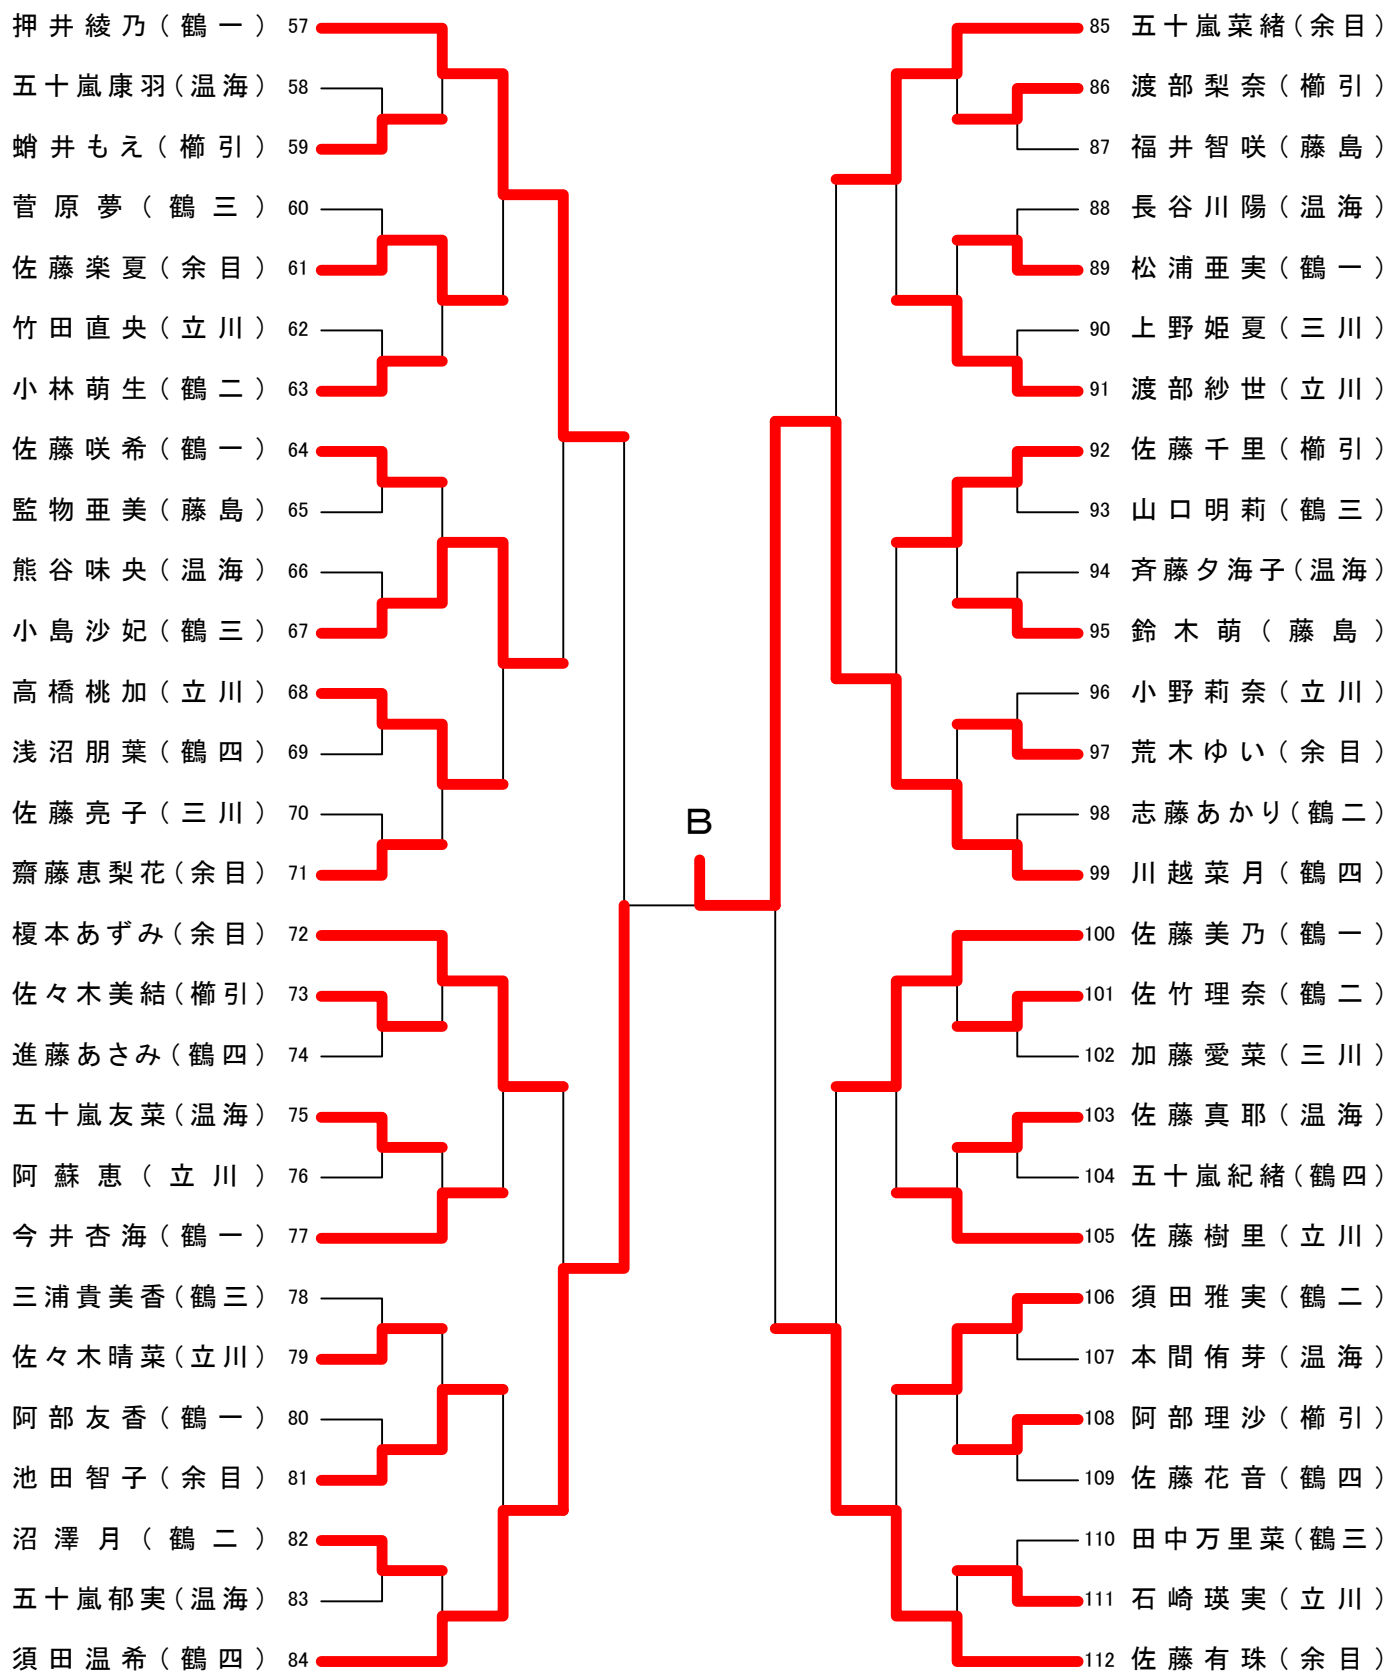 押井綾乃（鶴一） 57
五十嵐康羽（温海） 58
蛸井もえ（櫛引） 59
菅原夢（鶴三） 60
佐藤楽夏（余目） 61
竹田直央（立川） 62
小林萌生（鶴二） 63
佐藤咲希（鶴一） 64
監物亜美（藤島） 65
熊谷味央（温海） 66
小島沙妃（鶴三） 67
高橋桃加（立川） 68
浅沼朋葉（鶴四） 69
佐藤亮子（三川） 70
齋藤恵梨花（余目） 71
榎本あずみ（余目） 72
佐々木美結（櫛引） 73
進藤あさみ（鶴四） 74
五十嵐友菜（温海） 75
阿蘇恵（立川） 76
今井杏海（鶴一） 77
三浦貴美香（鶴三） 78
佐々木晴菜（立川） 79
阿部友香（鶴一） 80
池田智子（余目） 81
沼澤月（鶴二） 82
五十嵐郁実（温海） 83
須田温希（鶴四） 84
B
85 五十嵐菜緒（余目）
86 渡部梨奈（櫛引）
87 福井智咲（藤島）
88 長谷川陽（温海）
89 松浦亜実（鶴一）
90 上野姫夏（三川）
91 渡部紗世（立川）
92 佐藤千里（櫛引）
93 山口明莉（鶴三）
94 斉藤夕海子（温海）
95 鈴木萌（藤島）
96 小野莉奈（立川）
97 荒木ゆい（余目）
98 志藤あかり（鶴二）
99 川越菜月（鶴四）
100 佐藤美乃（鶴一）
101 佐竹理奈（鶴二）
102 加藤愛菜（三川）
103 佐藤真耶（温海）
104 五十嵐紀緒（鶴四）
105 佐藤樹里（立川）
106 須田雅実（鶴二）
107 本間侑芽（温海）
108 阿部理沙（櫛引）
109 佐藤花音（鶴四）
110 田中万里菜（鶴三）
111 石崎瑛実（立川）
112 佐藤有珠（余目）